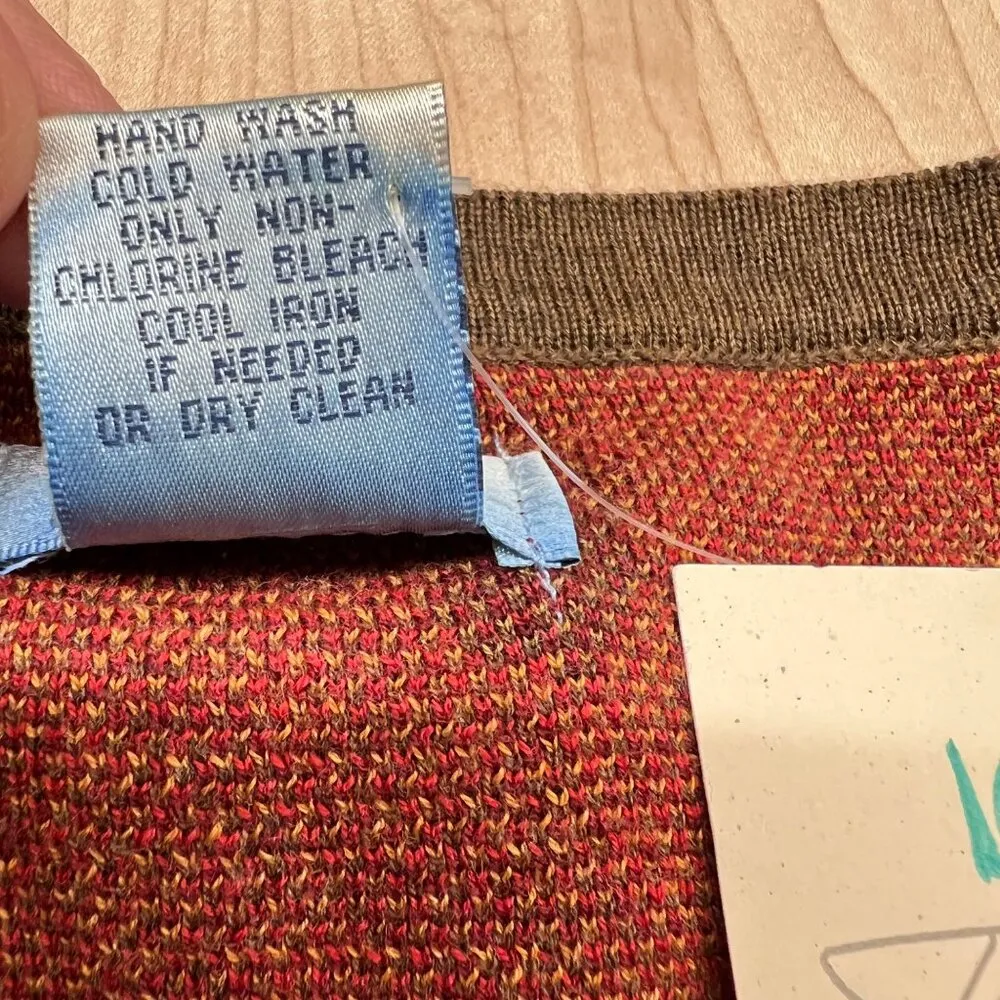 HAND WASH
COLD WATER
ONLY NON-
CHLORINE BLEACH
COOL IRON
IF NEEDED
OR DRY CLEAN